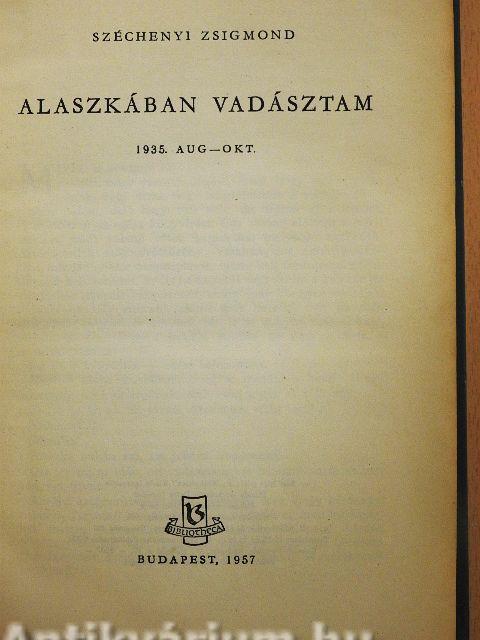 SZÉCHENYI ZSIGMOND
ALASZKÁBAN VADÁSZTAM
1935. AUG—OKT.
B
BIBLIOTHECA
BUDAPEST, 1957
Antikvárium.hu